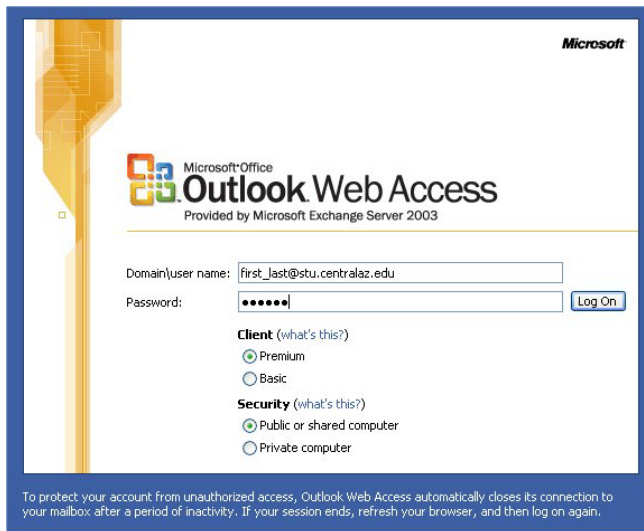 Microsoft
Microsoft Office
Outlook Web Access
Provided by Microsoft Exchange Server 2003
Domain\user name: first_last@stu.centralaz.edu
Password: ●●●●●● Log On
Client (what's this?)
Premium
Basic
Security (what's this?)
Public or shared computer
Private computer
To protect your account from unauthorized access, Outlook Web Access automatically closes its connection to
your mailbox after a period of inactivity. If your session ends, refresh your browser, and then log on again.